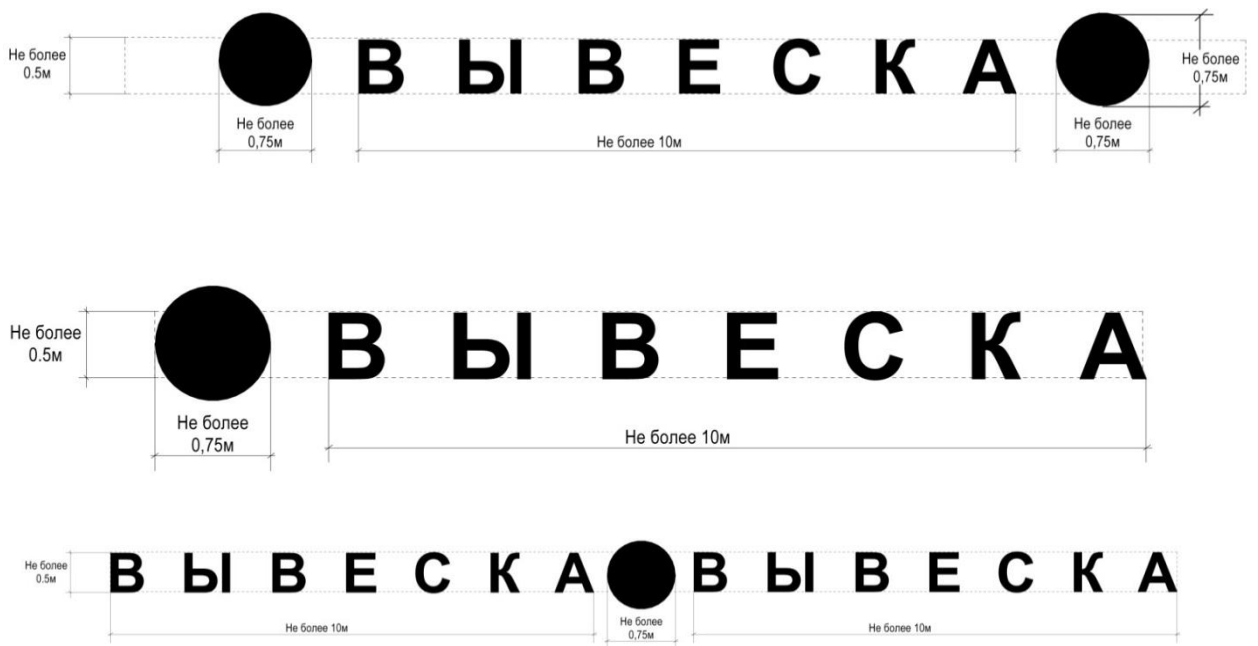 Не более
0.5м
ВЫВЕСКА
Не более
0,75м
Не более
0,75м
Не более 10м
Не более
0,75м
Не более
0.5м
ВЫВЕСКА
Не более
0,75м
Не более 10м
Не более
0.5м
ВЫВЕСКА
ВЫВЕСКА
Не более 10м
Не более
0,75м
Не более 10м